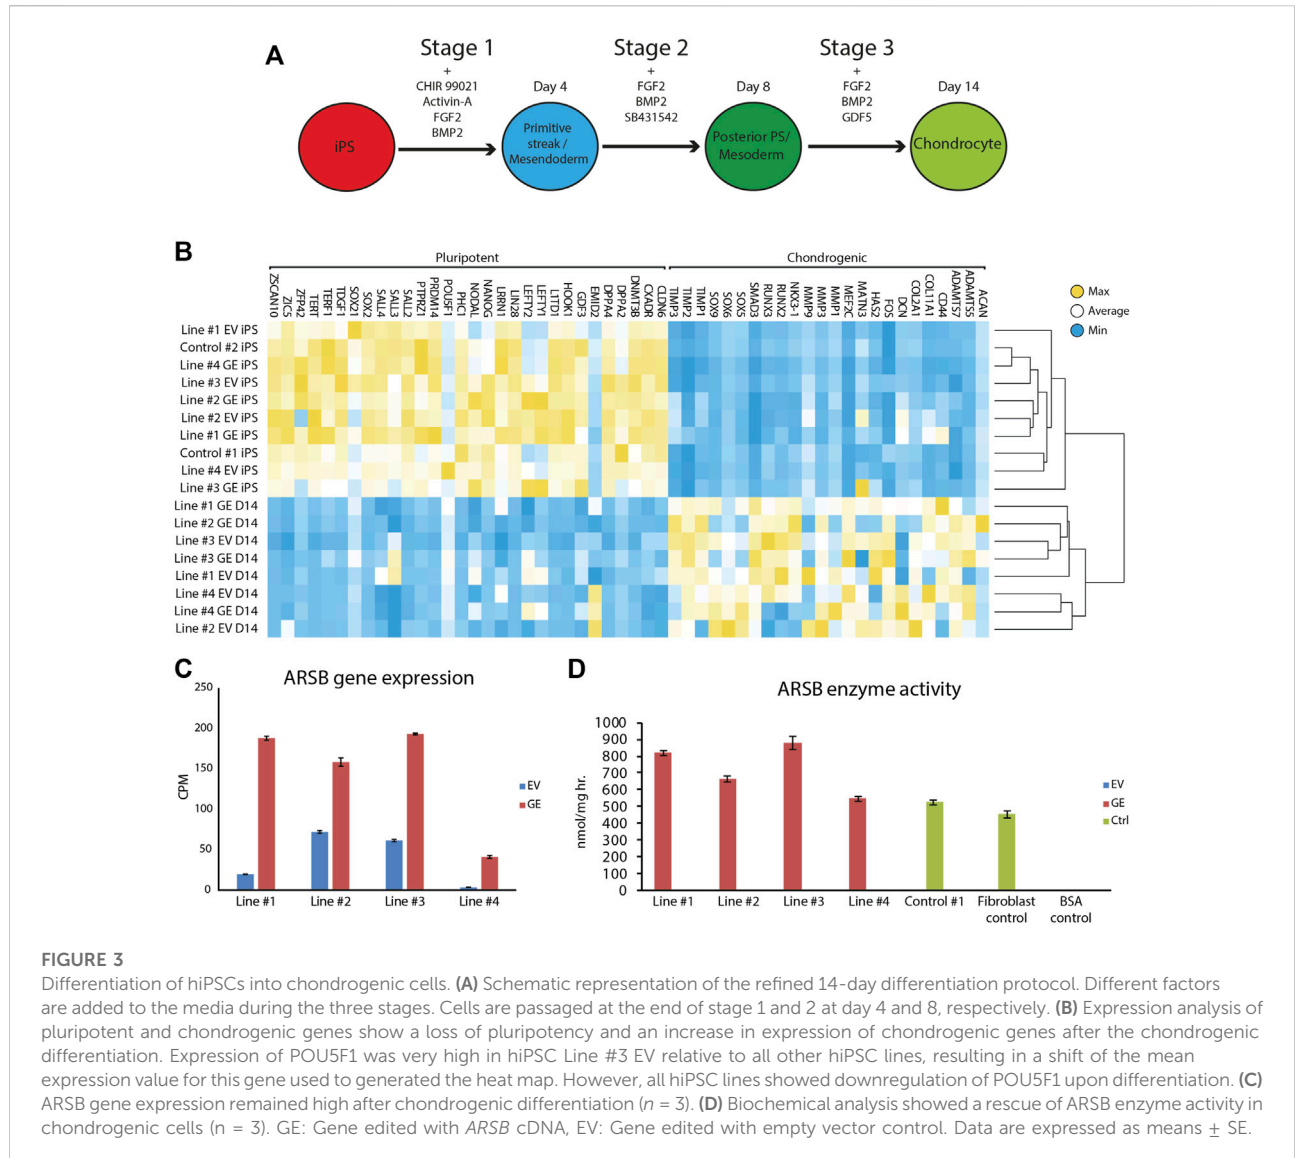 A
Stage 1
+
CHIR 99021
Activin-A
FGF2
BMP2
Stage 2
+
FGF2
BMP2
SB431542
Stage 3
+
FGF2
BMP2
GDF5
Day 4
Day 8
Day 14
iPS
Primitive
streak /
Mesendoderm
Posterior PS/
Mesoderm
Chondrocyte
B
Pluripotent
Chondrogenic
ZSCAN10
ZIC5
ZFP42
TERT
TERF1
TDGF1
SOX21
SOX2
SALL4
SALL3
SALL2
PTPRZ1
PRDM14
POU5F1
PHC1
NODAL
NANOG
LRRN1
LIN28
LEFTY2
LEFTY1
L1TD1
HOOK1
GDF3
EMID2
DPPA4
DPPA2
DNMT3B
CXADR
CLDN6
TIMP3
TIMP2
TIMP1
SOX9
SOX6
SOX5
SMAD3
RUNX3
RUNX2
NKX3-1
MMP9
MMP3
MMP1
MEF2C
MATN3
HAS2
FOS
DCN
COL2A1
COL11A1
CD44
ADAMTS7
ADAMTS5
ACAN
Max
Average
Min
Line #1 EV iPS
Control #2 iPS
Line #4 GE iPS
Line #3 EV iPS
Line #2 GE iPS
Line #2 EV iPS
Line #1 GE iPS
Control #1 iPS
Line #4 EV iPS
Line #3 GE iPS
Line #1 GE D14
Line #2 GE D14
Line #3 EV D14
Line #3 GE D14
Line #1 EV D14
Line #4 EV D14
Line #4 GE D14
Line #2 EV D14
C
ARSB gene expression
250
200
150
100
50
0
CPM
Line #1
Line #2
Line #3
Line #4
EV
GE
D
ARSB enzyme activity
1000
900
800
700
600
500
400
300
200
100
0
nmol/mg hr.
Line #1
Line #2
Line #3
Line #4
Control #1
Fibroblast
control
BSA
control
EV
GE
Ctrl
FIGURE 3
Differentiation of hiPSCs into chondrogenic cells. (A) Schematic representation of the refined 14-day differentiation protocol. Different factors
are added to the media during the three stages. Cells are passaged at the end of stage 1 and 2 at day 4 and 8, respectively. (B) Expression analysis of
pluripotent and chondrogenic genes show a loss of pluripotency and an increase in expression of chondrogenic genes after the chondrogenic
differentiation. Expression of POU5F1 was very high in hiPSC Line #3 EV relative to all other hiPSC lines, resulting in a shift of the mean
expression value for this gene used to generated the heat map. However, all hiPSC lines showed downregulation of POU5F1 upon differentiation. (C)
ARSB gene expression remained high after chondrogenic differentiation (n = 3). (D) Biochemical analysis showed a rescue of ARSB enzyme activity in
chondrogenic cells (n = 3). GE: Gene edited with ARSB cDNA, EV: Gene edited with empty vector control. Data are expressed as means ± SE.